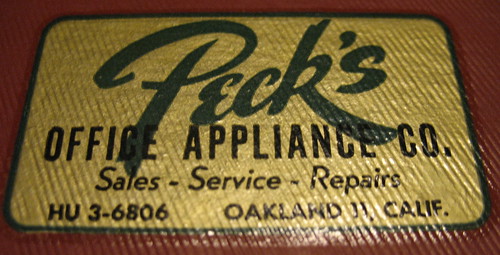 Peck's
OFFICE APPLIANCE CO.
Sales - Service - Repairs
HU 3-6806 OAKLAND 11, CALIF.